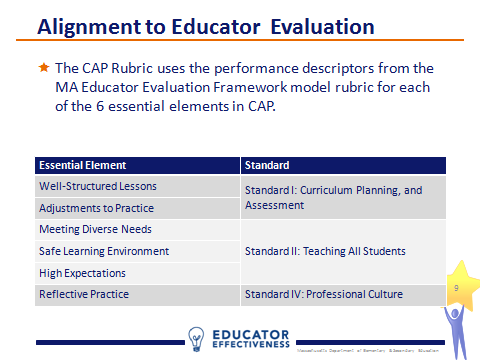 Alignment to Educator Evaluation
The CAP Rubric uses the performance descriptors from the
MA Educator Evaluation Framework model rubric for each
of the 6 essential elements in CAP.
Essential Element Standard
Well-Structured Lessons
Standard I: Curriculum Planning, and
Assessment
Adjustments to Practice
Meeting Diverse Needs
Safe Learning Environment Standard II: Teaching All Students
High Expectations
Reflective Practice Standard IV: Professional Culture
9
EDUCATOR
EFFECTIVENESS
Massachusetts Department of Elementary & Secondary Education